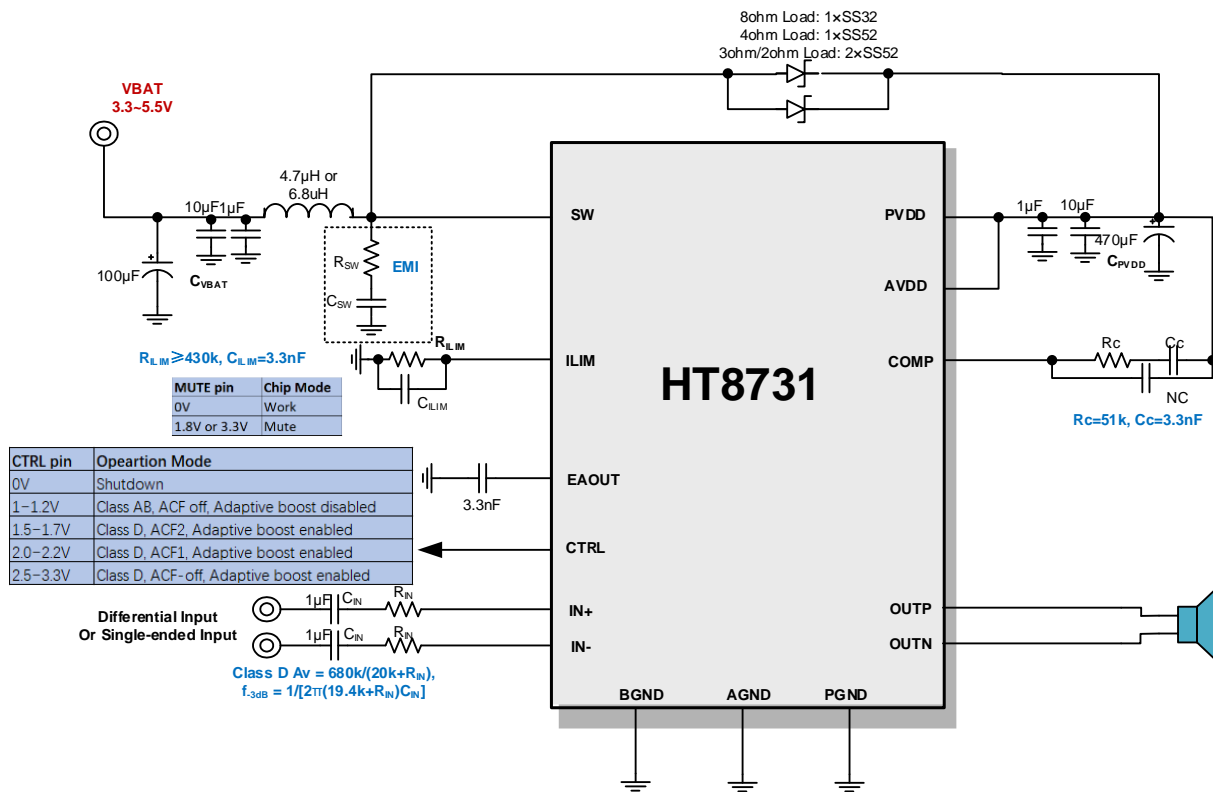 8ohm Load: 1×SS32
4ohm Load: 1×SS52
3ohm/2ohm Load: 2×SS52
VBAT
3.3~5.5V
4.7µH or
6.8uH
10µF
1µF
100µF
+
CVBAT
RSW
CSW
EMI
RILIM≥430k, CILIM=3.3nF
RILIM
CILIM
MUTE pin Chip Mode
0V Work
1.8V or 3.3V Mute
CTRL pin Opeartion Mode
0V Shutdown
1–1.2V Class AB, ACF off, Adaptive boost disabled
1.5–1.7V Class D, ACF2, Adaptive boost enabled
2.0–2.2V Class D, ACF1, Adaptive boost enabled
2.5–3.3V Class D, ACF-off, Adaptive boost enabled
3.3nF
Differential Input
Or Single-ended Input
1µF CIN RIN
1µF CIN RIN
Class D Av = 680k/(20k+RIN),
f-3dB = 1/[2π(19.4k+RIN)CIN]
SW
ILIM
EAOUT
CTRL
IN+
IN-
HT8731
BGND
AGND
PGND
PVDD
AVDD
COMP
OUTP
OUTN
1µF
10µF
+
470µF
CPVDD
Rc
Cc
NC
Rc=51k, Cc=3.3nF